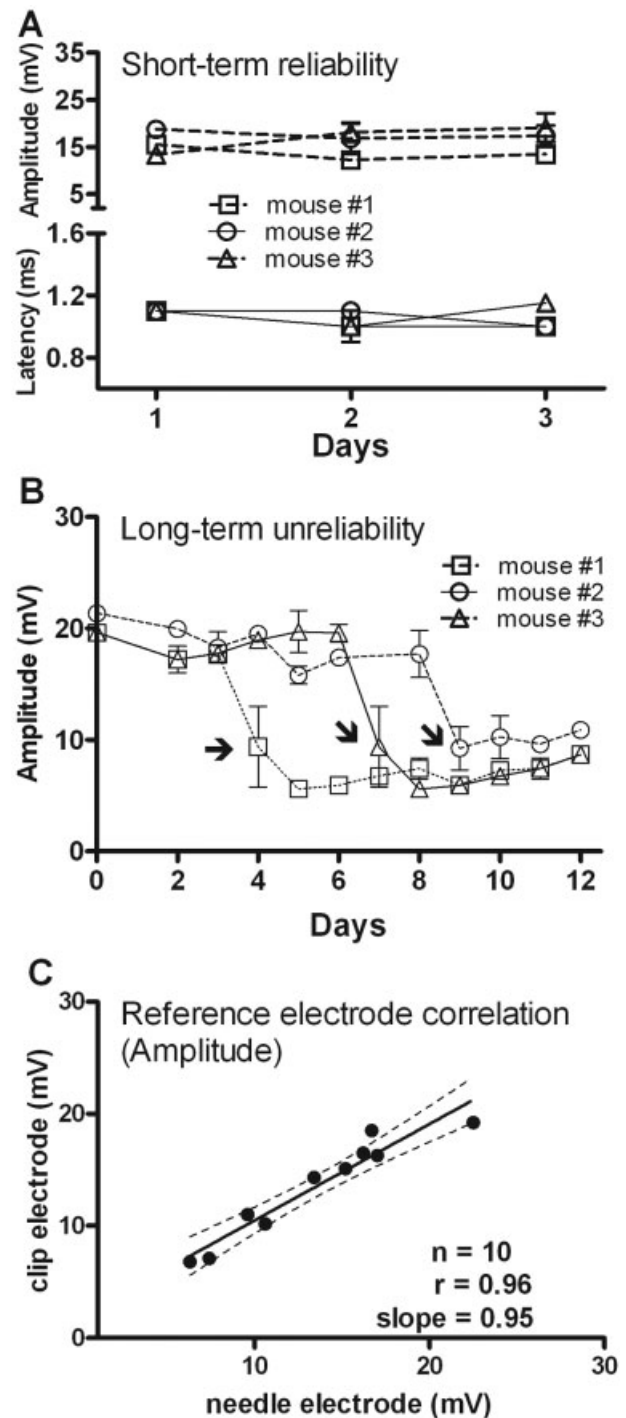 A
Short-term reliability
Amplitude (mV)
35
25
15
5
mouse #1
mouse #2
mouse #3
Latency (ms)
1.6
1.2
0.8
1 2 3
Days
B
Long-term unreliability
mouse #1
mouse #2
mouse #3
Amplitude (mV)
30
20
10
0
0 2 4 6 8 10 12
Days
C
Reference electrode correlation
(Amplitude)
clip electrode (mV)
30
20
10
0
n = 10
r = 0.96
slope = 0.95
10 20 30
needle electrode (mV)